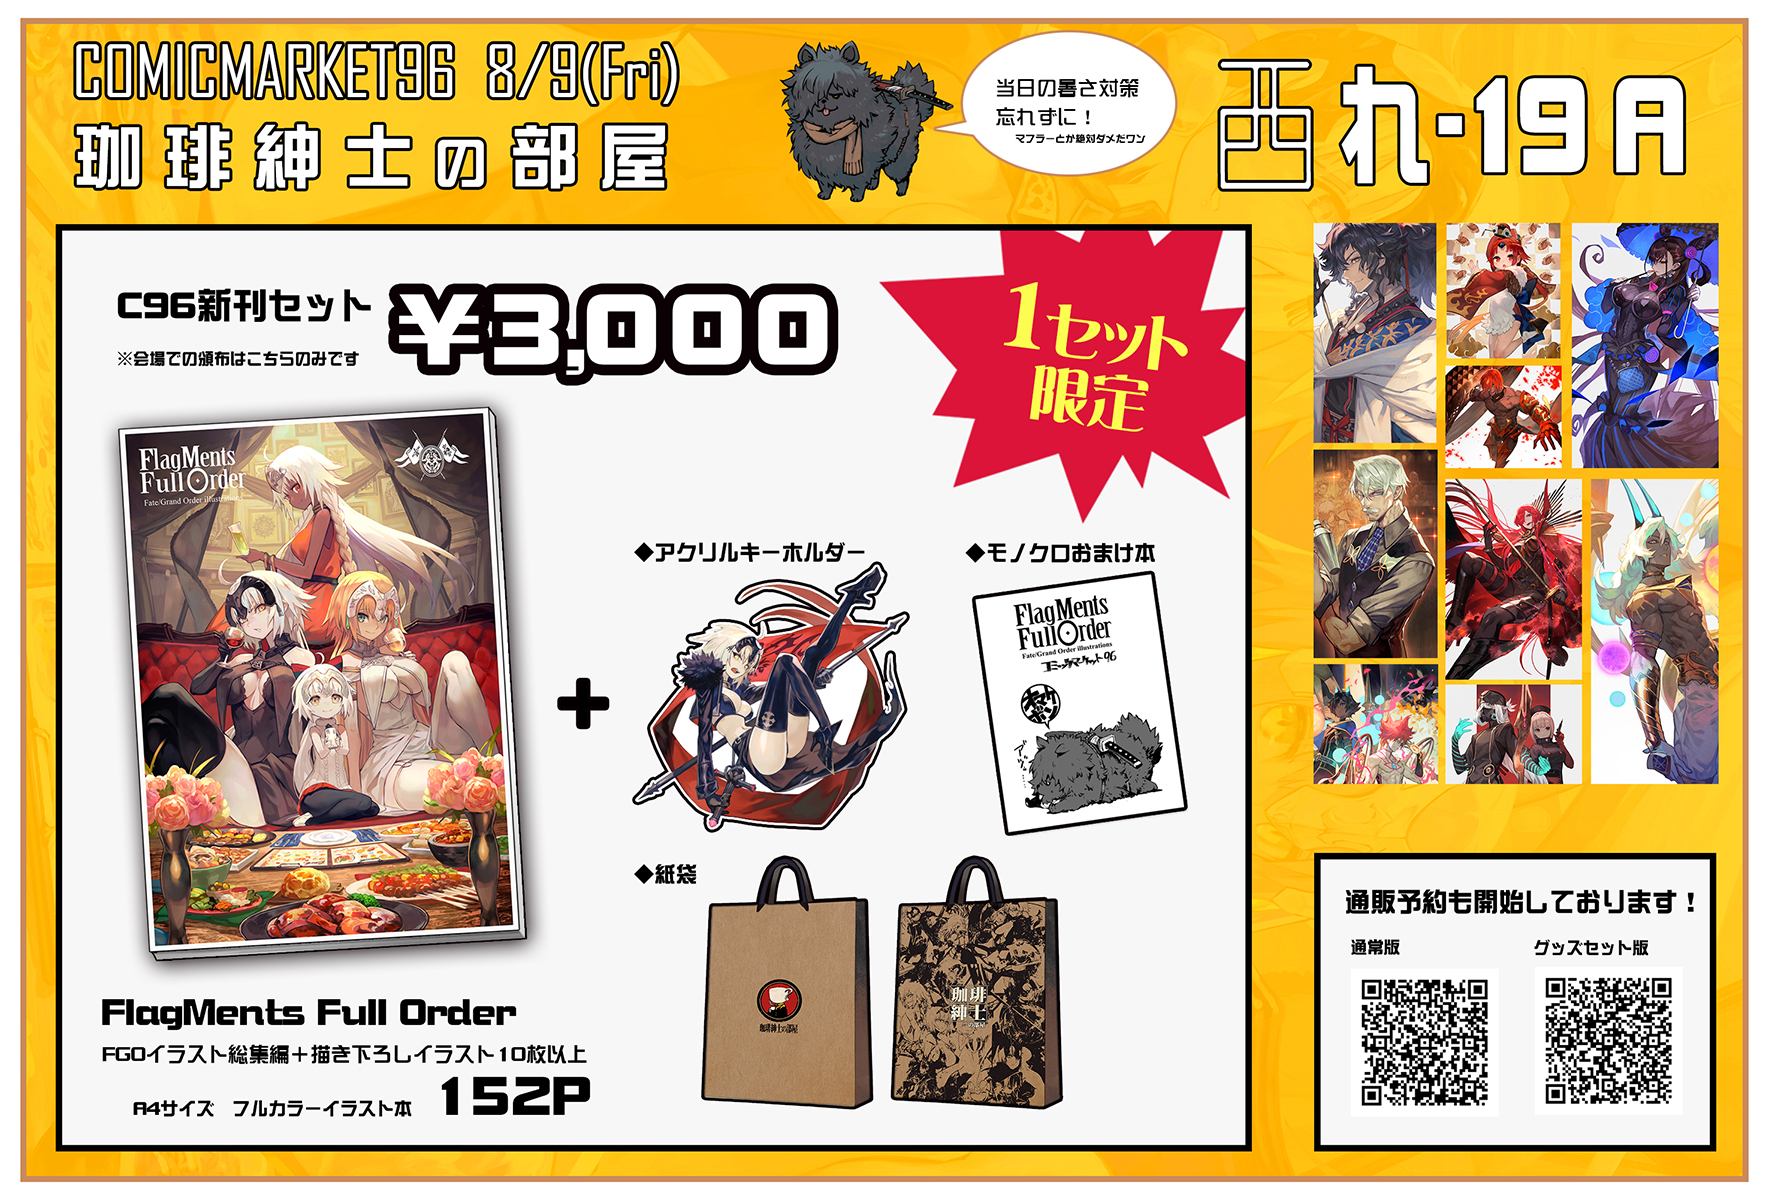 COMICMARKET96 8/9(Fri)
珈琲紳士の部屋
当日の暑さ対策
忘れずに！
マフラーとか絶対ダメだワン
西れ-19A
C96新刊セット ¥3,000
※会場での頒布はこちらのみです
1セット
限定
FlagMents
Full Order
Fate/Grand Order illustrations
◆アクリルキーホルダー
◆モノクロおまけ本
FlagMents
Full Order
Fate/Grand Order illustrations
コミックマーケット96
オマケ
ボン
◆紙袋
珈琲紳士の部屋
珈琲
紳士
の部屋
FlagMents Full Order
FGOイラスト総集編＋描き下ろしイラスト10枚以上
A4サイズ フルカラーイラスト本 152P
通販予約も開始しております！
通常版 グッズセット版